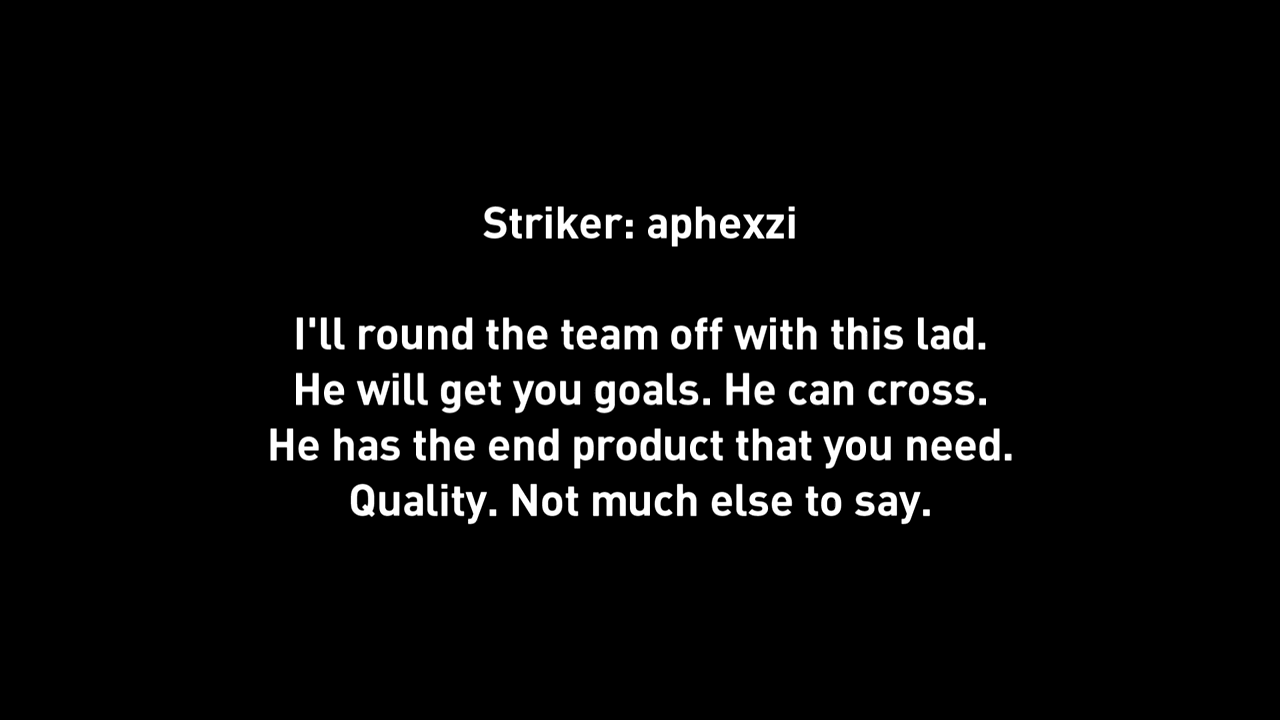 Striker: aphexzi
I'll round the team off with this lad.
He will get you goals. He can cross.
He has the end product that you need.
Quality. Not much else to say.